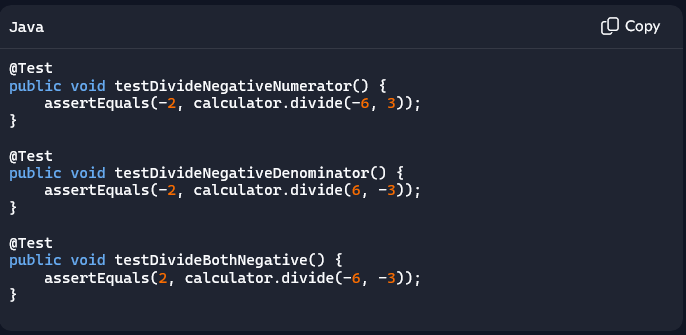 Java
Copy
@Test
public void testDivideNegativeNumerator() {
    assertEquals(-2, calculator.divide(-6, 3));
}
@Test
public void testDivideNegativeDenominator() {
    assertEquals(-2, calculator.divide(6, -3));
}
@Test
public void testDivideBothNegative() {
    assertEquals(2, calculator.divide(-6, -3));
}